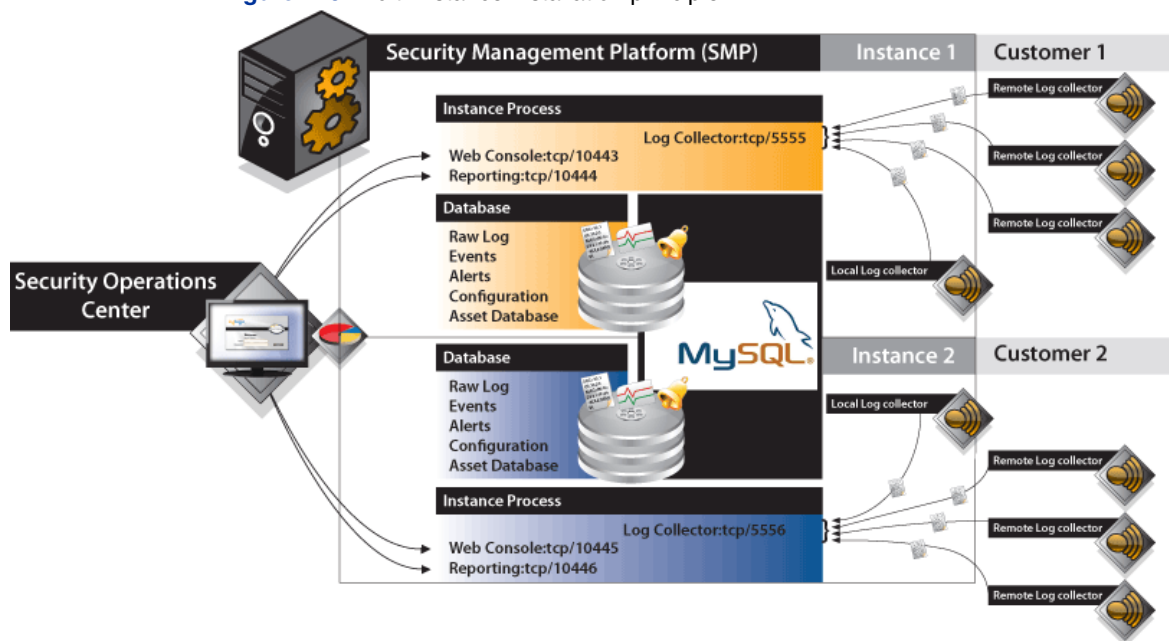 Security Management Platform (SMP)
Instance 1
Customer 1
Instance Process
Log Collector:tcp/5555
Web Console:tcp/10443
Reporting:tcp/10444
Remote Log collector
Remote Log collector
Remote Log collector
Local Log collector
Database
Raw Log
Events
Alerts
Configuration
Asset Database
Security Operations
Center
MySQL.
Instance 2
Customer 2
Database
Raw Log
Events
Alerts
Configuration
Asset Database
Local Log collector
Remote Log collector
Remote Log collector
Remote Log collector
Instance Process
Log Collector:tcp/5556
Web Console:tcp/10445
Reporting:tcp/10446